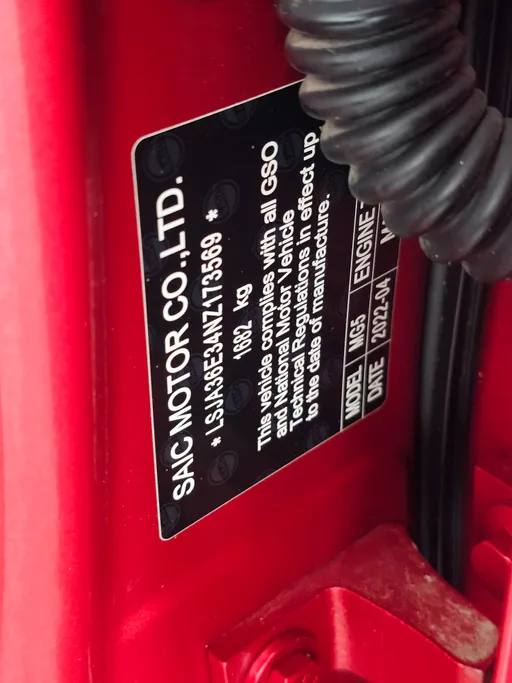 SAIC MOTOR CO.,LTD.
* LSJA36E34NZ173569 *
1682 kg
This vehicle complies with all GSO
and National Motor Vehicle
Technical Regulations in effect up
to the date of manufacture.
MODEL MG5 ENGINE
DATE 2022-04